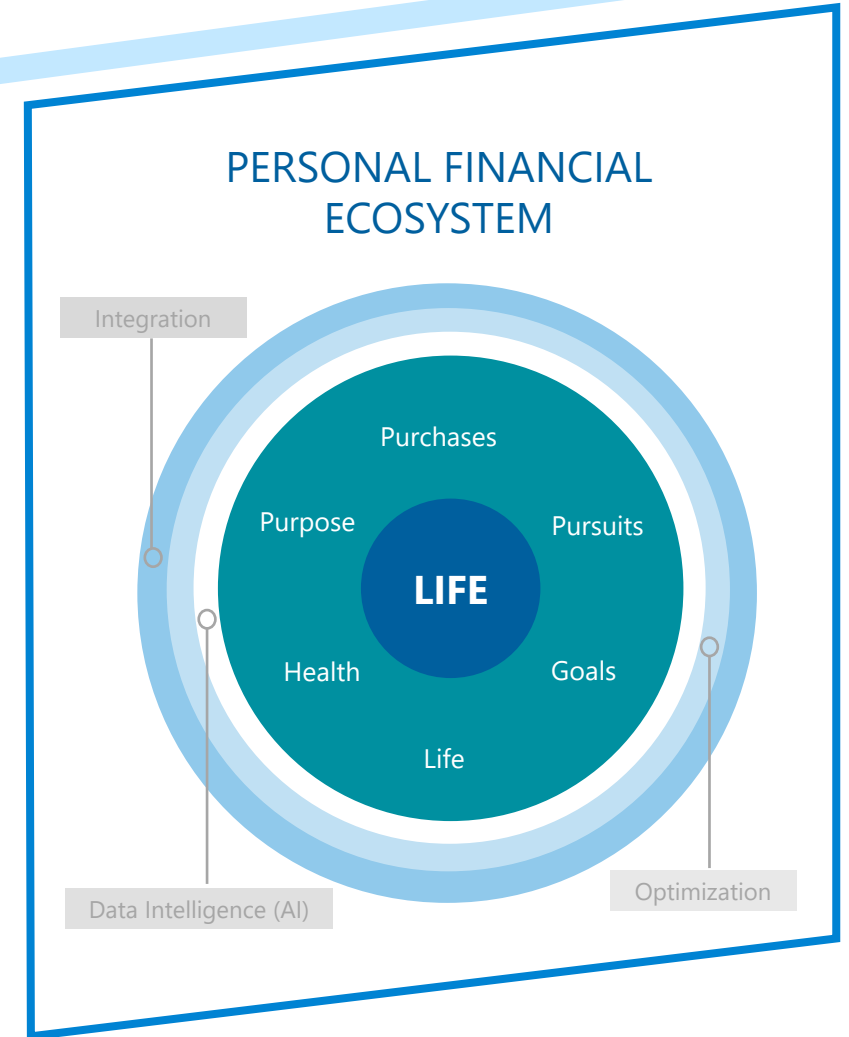 PERSONAL FINANCIAL
ECOSYSTEM
Integration
Purchases
Purpose
Pursuits
LIFE
Health
Goals
Life
Optimization
Data Intelligence (AI)